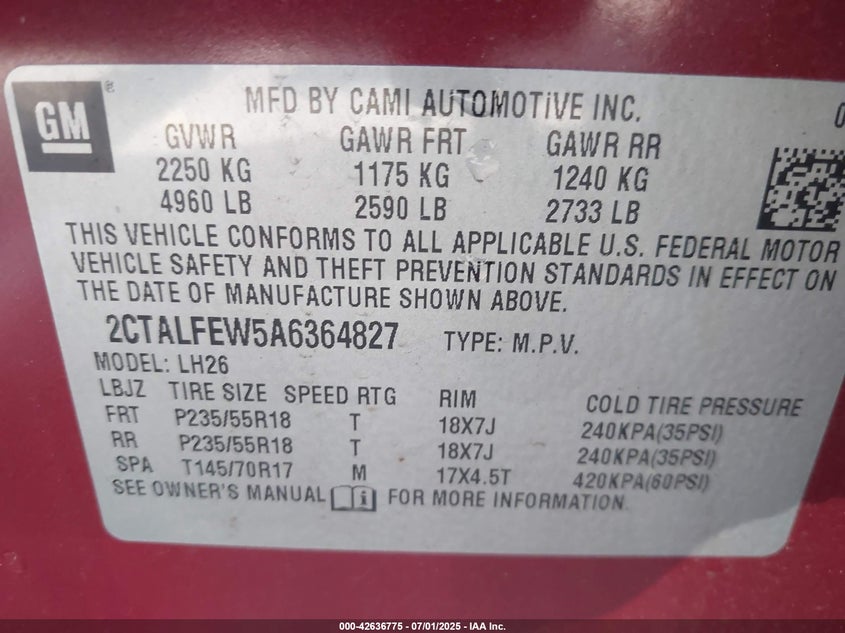 GM ®
MFD BY CAMI AUTOMOTIVE INC. 0
GVWR GAWR FRT GAWR RR
2250 KG 1175 KG 1240 KG
4960 LB 2590 LB 2733 LB
THIS VEHICLE CONFORMS TO ALL APPLICABLE U.S. FEDERAL MOTOR
VEHICLE SAFETY AND THEFT PREVENTION STANDARDS IN EFFECT ON
THE DATE OF MANUFACTURE SHOWN ABOVE.
2CTALFEW5A6364827 TYPE: M.P.V.
MODEL: LH26
LBJZ TIRE SIZE SPEED RTG RIM COLD TIRE PRESSURE
FRT P235/55R18 T 18X7J 240KPA(35PSI)
RR P235/55R18 T 18X7J 240KPA(35PSI)
SPA T145/70R17 M 17X4.5T 420KPA(60PSI)
SEE OWNER'S MANUAL i FOR MORE INFORMATION.
000-42636775 - 07/01/2025 - IAA Inc.